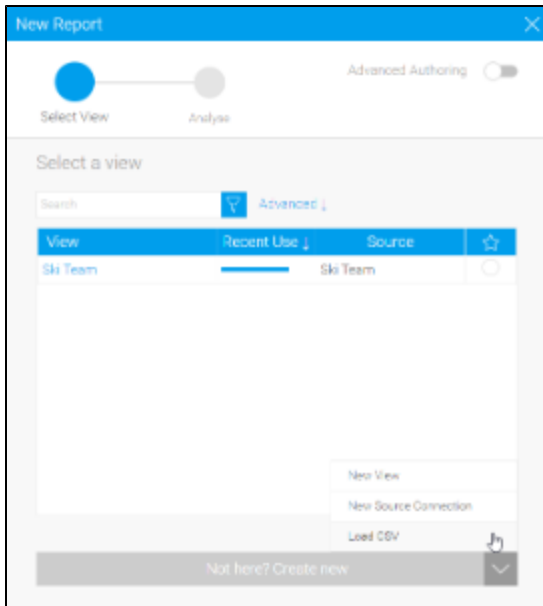 New Report
Advanced Authoring
Select View
Analyse
Select a view
Search
Advanced ↓
View Recent Use ↓ Source
Ski Team Ski Team
New View
New Source Connection
Load CSV
Not here? Create new